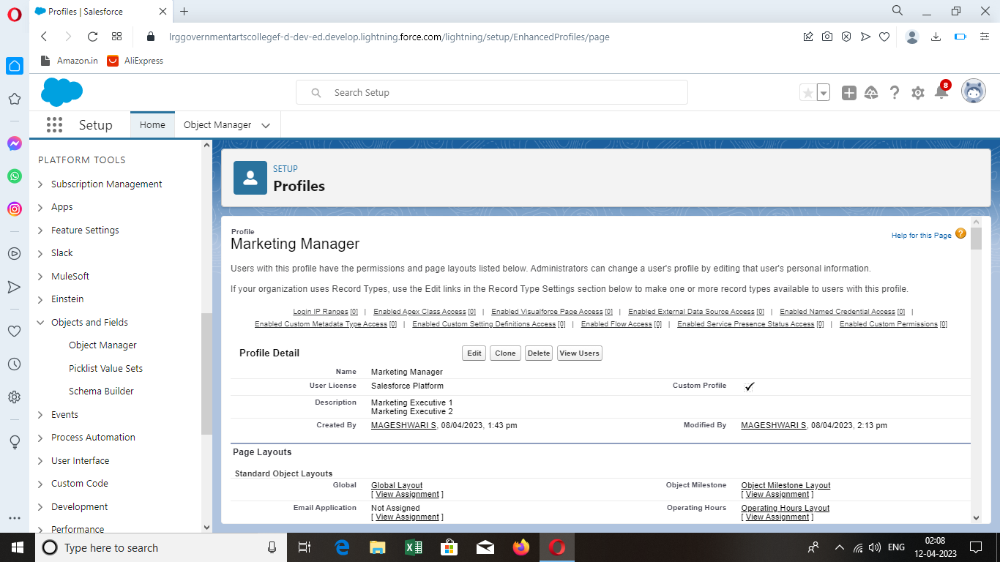 Profiles | Salesforce
lrggovernmentartscollegef-d-dev-ed.develop.lightning.force.com/lightning/setup/EnhancedProfiles/page
Amazon.in
AliExpress
Search Setup
8
Setup
Home
Object Manager
PLATFORM TOOLS
Subscription Management
Apps
Feature Settings
Slack
MuleSoft
Einstein
Objects and Fields
Object Manager
Picklist Value Sets
Schema Builder
Events
Process Automation
User Interface
Custom Code
Development
Performance
SETUP
Profiles
Profile
Marketing Manager
Help for this Page ?
Users with this profile have the permissions and page layouts listed below. Administrators can change a user's profile by editing that user's personal information.
If your organization uses Record Types, use the Edit links in the Record Type Settings section below to make one or more record types available to users with this profile.
Login IP Ranges [0] | Enabled Apex Class Access [0] | Enabled Visualforce Page Access [0] | Enabled External Data Source Access [0] | Enabled Named Credential Access [0] |
Enabled Custom Metadata Type Access [0] | Enabled Custom Setting Definitions Access [0] | Enabled Flow Access [0] | Enabled Service Presence Status Access [0] | Enabled Custom Permissions [0]
Profile Detail Edit Clone Delete View Users
Name Marketing Manager
User License Salesforce Platform Custom Profile
Description Marketing Executive 1
Marketing Executive 2
Created By MAGESHWARI S, 08/04/2023, 1:43 pm Modified By MAGESHWARI S, 08/04/2023, 2:13 pm
Page Layouts
Standard Object Layouts
Global Global Layout Object Milestone Object Milestone Layout
[ View Assignment ] [ View Assignment ]
Email Application Not Assigned Operating Hours Operating Hours Layout
[ View Assignment ] [ View Assignment ]
Type here to search
ENG
02:08
12-04-2023